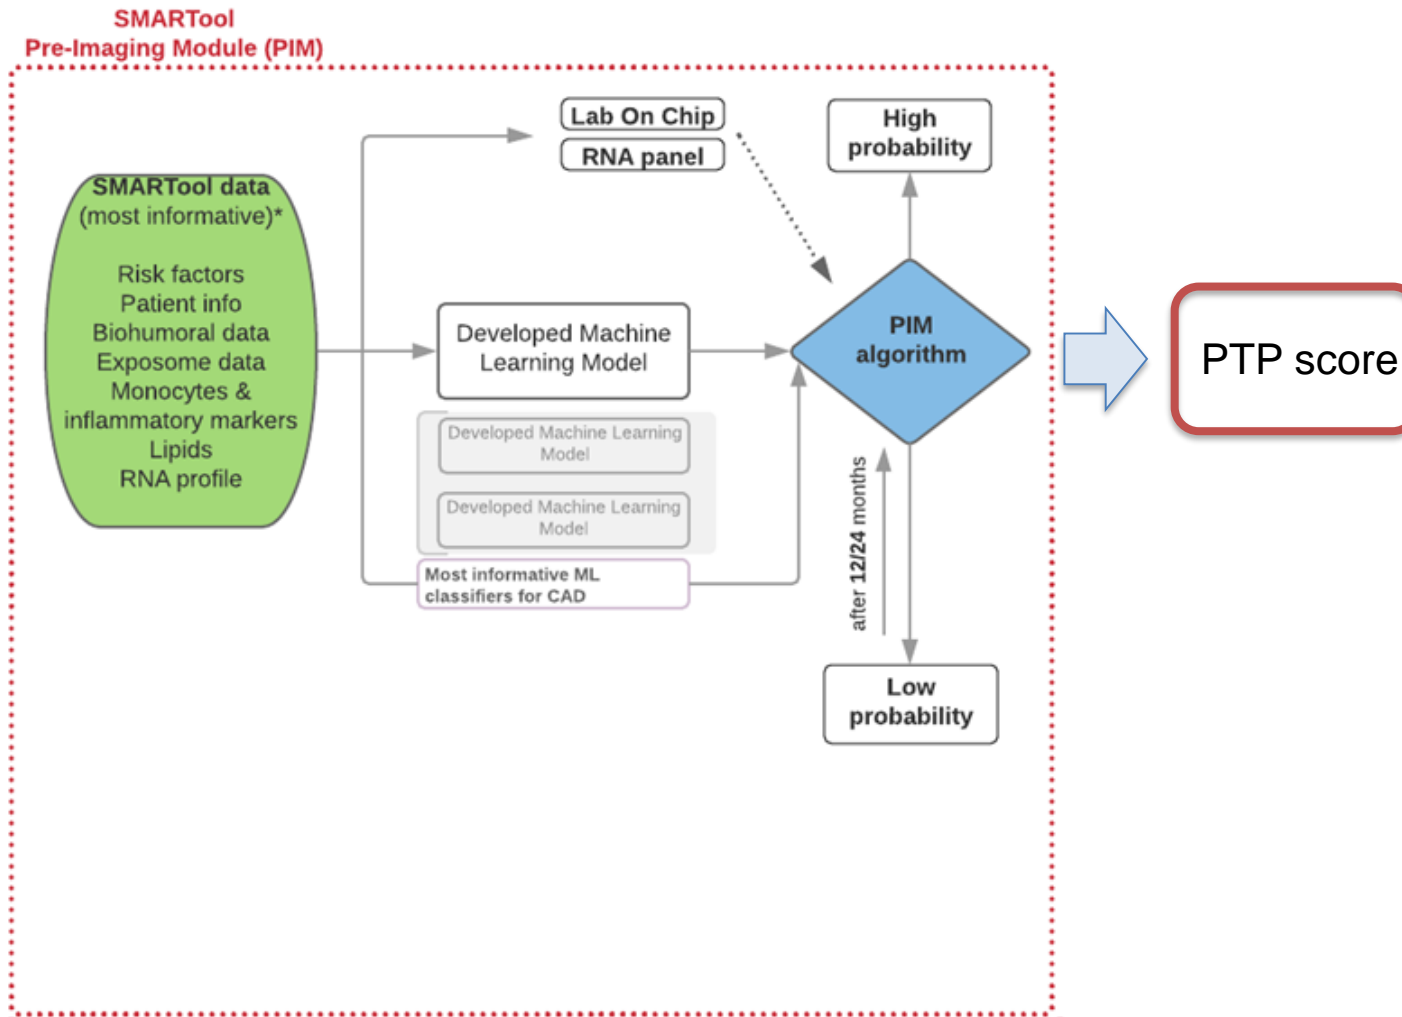 SMARTool
Pre-Imaging Module (PIM)
SMARTool data
(most informative)*
Risk factors
Patient info
Biohumoral data
Exposome data
Monocytes &
inflammatory markers
Lipids
RNA profile
Lab On Chip
RNA panel
Developed Machine
Learning Model
Developed Machine Learning
Model
Developed Machine Learning
Model
Most informative ML
classifiers for CAD
High
probability
PIM
algorithm
after 12/24 months
Low
probability
PTP score